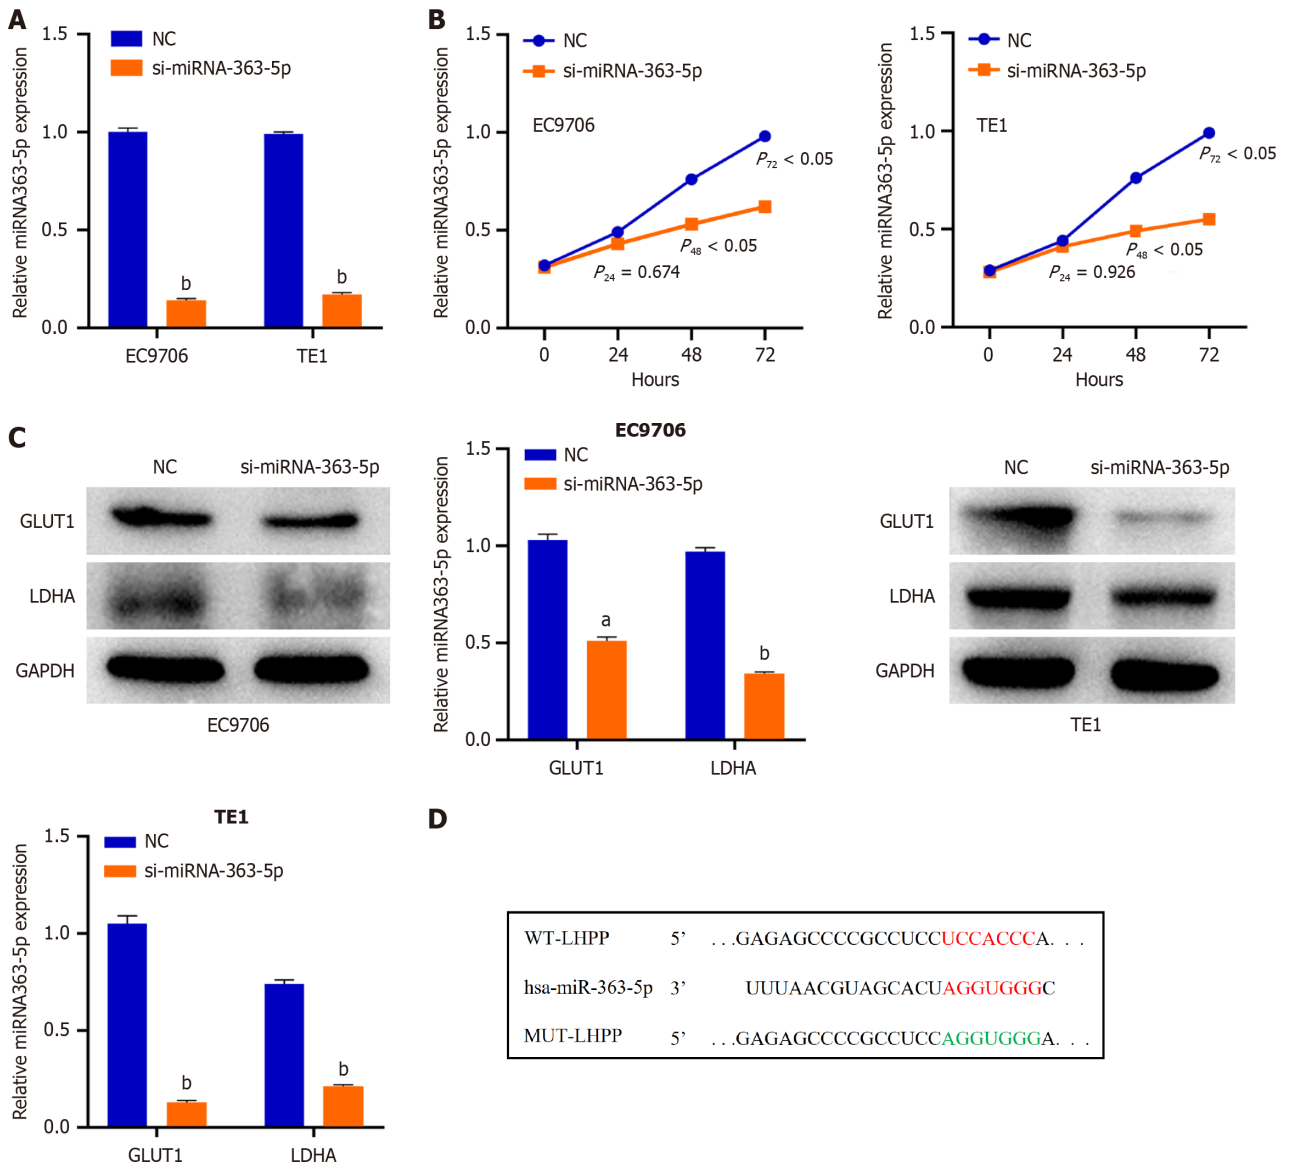 A
Relative miRNA363-5p expression
1.5
1.0
0.5
0.0
NC
si-miRNA-363-5p
b
b
EC9706
TE1
B
Relative miRNA363-5p expression
1.5
1.0
0.5
0.0
NC
si-miRNA-363-5p
EC9706
P72 < 0.05
P48 < 0.05
P24 = 0.674
0 24 48 72
Hours
Relative miRNA363-5p expression
1.5
1.0
0.5
0.0
NC
si-miRNA-363-5p
TE1
P72 < 0.05
P48 < 0.05
P24 = 0.926
0 24 48 72
Hours
C
NC si-miRNA-363-5p
GLUT1
LDHA
GAPDH
EC9706
EC9706
Relative miRNA363-5p expression
1.5
1.0
0.5
0.0
NC
si-miRNA-363-5p
a
b
GLUT1 LDHA
NC si-miRNA-363-5p
GLUT1
LDHA
GAPDH
TE1
TE1
Relative miRNA363-5p expression
1.5
1.0
0.5
0.0
NC
si-miRNA-363-5p
b
b
GLUT1 LDHA
D
WT-LHPP 5’ . . .GAGAGCCCCGCCUCCUCCACCCA. . .
hsa-miR-363-5p 3’ UUUAACGUAGCACUAGGUGGGC
MUT-LHPP 5’ . . .GAGAGCCCCGCCUCCAGGUGGGA. . .